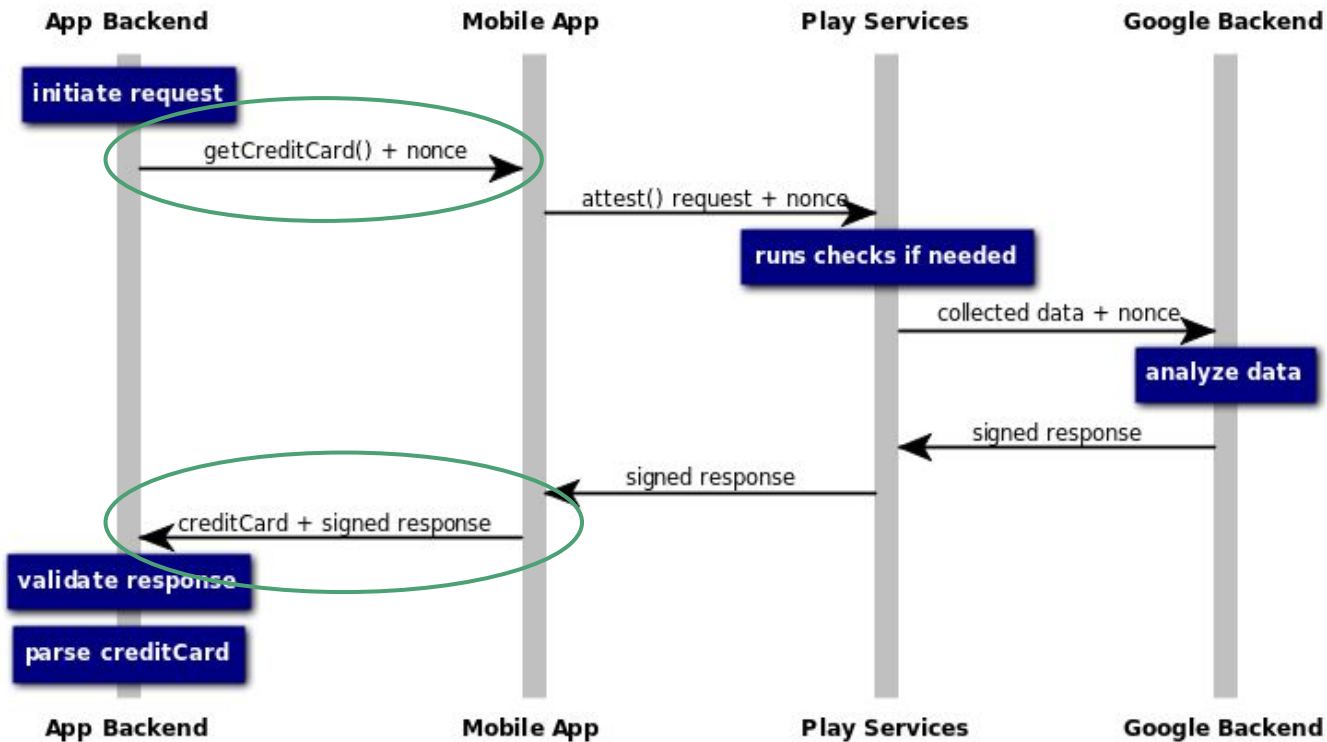 App Backend
Mobile App
Play Services
Google Backend
initiate request
getCreditCard() + nonce
attest() request + nonce
runs checks if needed
collected data + nonce
analyze data
signed response
signed response
creditCard + signed response
validate response
parse creditCard
App Backend
Mobile App
Play Services
Google Backend